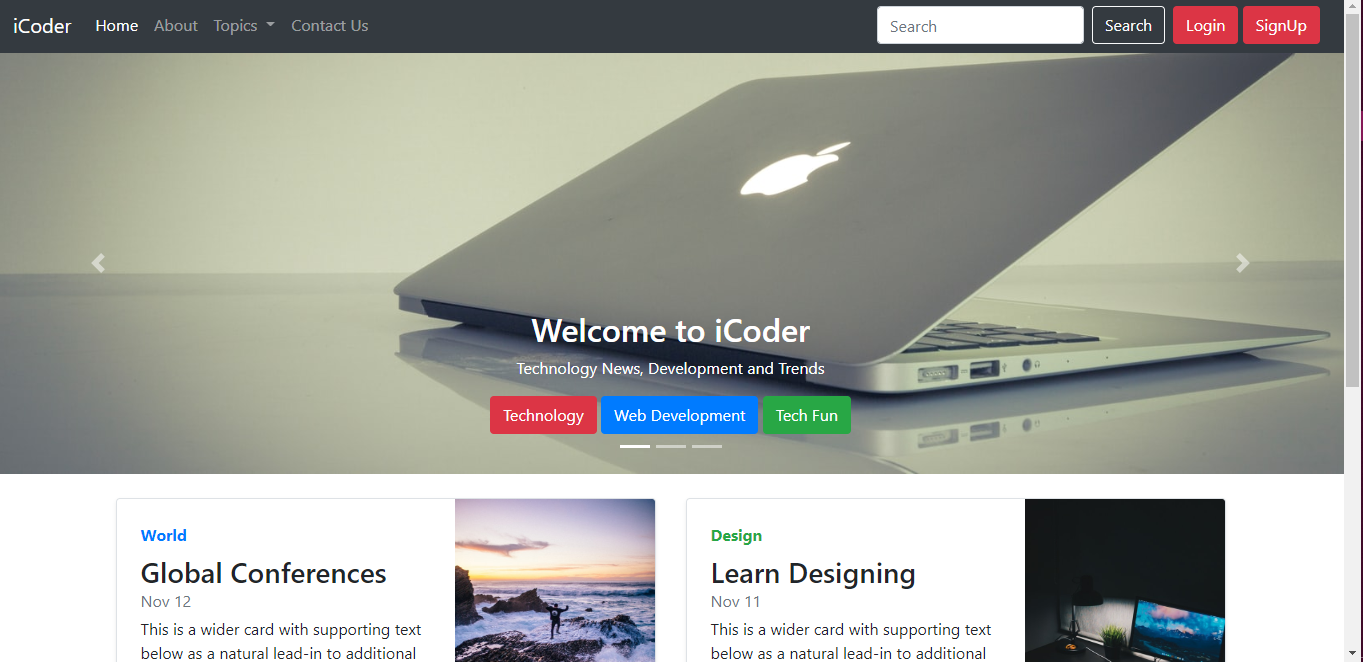 iCoder Home About Topics Contact Us Search Search Login SignUp
Welcome to iCoder
Technology News, Development and Trends
Technology Web Development Tech Fun
World
Global Conferences
Nov 12
This is a wider card with supporting text
below as a natural lead-in to additional
Design
Learn Designing
Nov 11
This is a wider card with supporting text
below as a natural lead-in to additional